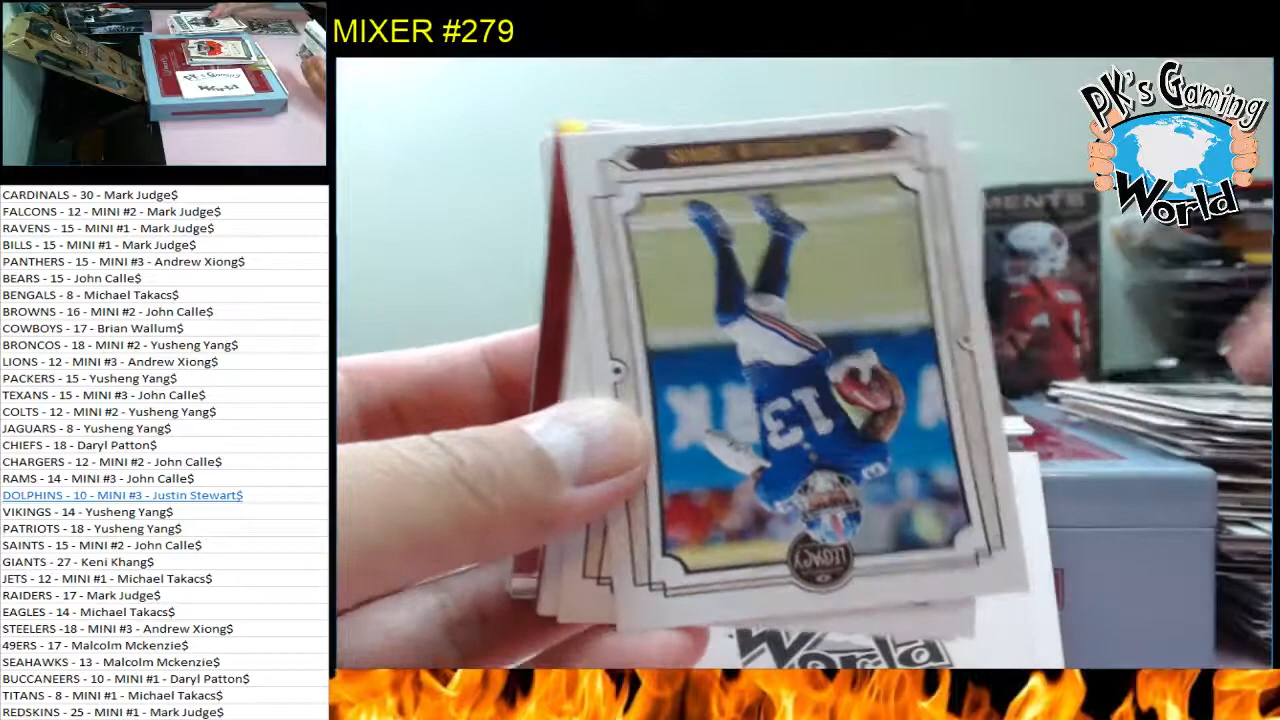 MIXER #279
PK's Gaming
World
CARDINALS - 30 - Mark Judge$
FALCONS - 12 - MINI #2 - Mark Judge$
RAVENS - 15 - MINI #1 - Mark Judge$
BILLS - 15 - MINI #1 - Mark Judge$
PANTHERS - 15 - MINI #3 - Andrew Xiong$
BEARS - 15 - John Calle$
BENGALS - 8 - Michael Takacs$
BROWNS - 16 - MINI #2 - John Calle$
COWBOYS - 17 - Brian Wallum$
BRONCOS - 18 - MINI #2 - Yusheng Yang$
LIONS - 12 - MINI #3 - Andrew Xiong$
PACKERS - 15 - Yusheng Yang$
TEXANS - 15 - MINI #3 - John Calle$
COLTS - 12 - MINI #2 - Yusheng Yang$
JAGUARS - 8 - Yusheng Yang$
CHIEFS - 18 - Daryl Patton$
CHARGERS - 12 - MINI #2 - John Calle$
RAMS - 14 - MINI #3 - John Calle$
DOLPHINS - 10 - MINI #3 - Justin Stewart$
VIKINGS - 14 - Yusheng Yang$
PATRIOTS - 18 - Yusheng Yang$
SAINTS - 15 - MINI #2 - John Calle$
GIANTS - 27 - Keni Khang$
JETS - 12 - MINI #1 - Michael Takacs$
RAIDERS - 17 - Mark Judge$
EAGLES - 14 - Michael Takacs$
STEELERS -18 - MINI #3 - Andrew Xiong$
49ERS - 17 - Malcolm Mckenzie$
SEAHAWKS - 13 - Malcolm Mckenzie$
BUCCANEERS - 10 - MINI #1 - Daryl Patton$
TITANS - 8 - MINI #1 - Michael Takacs$
REDSKINS - 25 - MINI #1 - Mark Judge$
MENTS
13
LEGACY
World